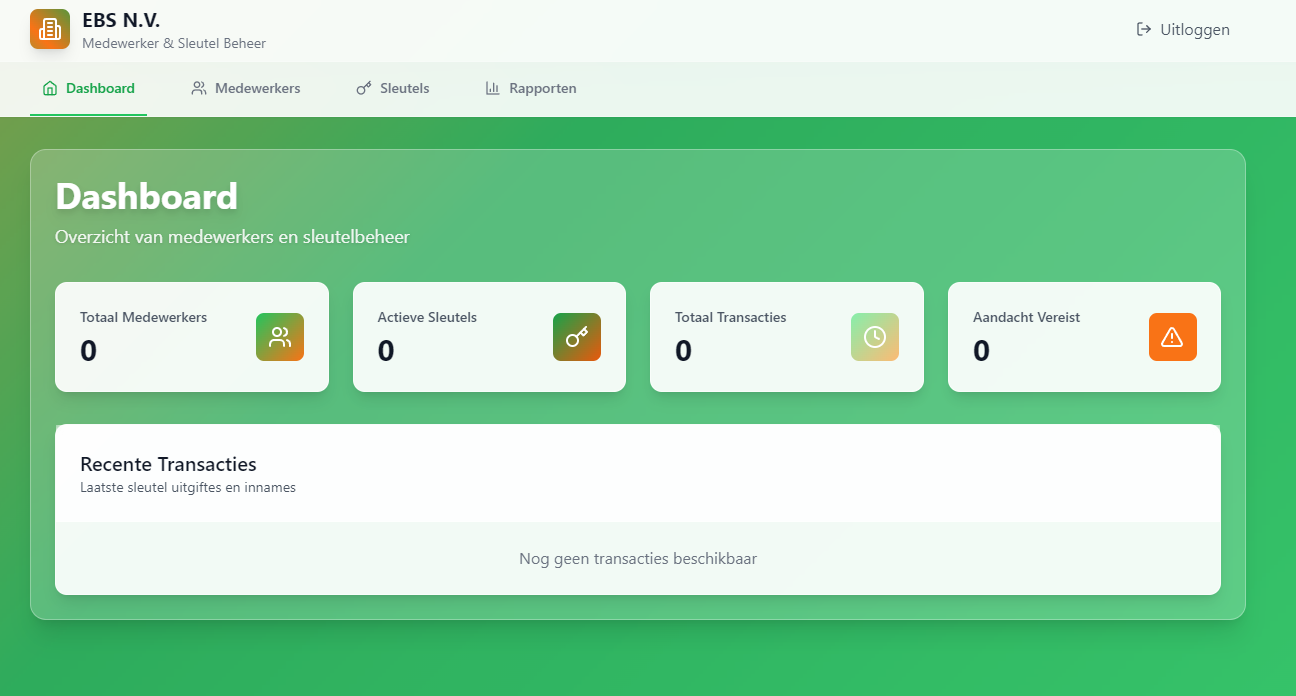 EBS N.V.
Medewerker & Sleutel Beheer
Uitloggen
Dashboard
Medewerkers
Sleutels
Rapporten
Dashboard
Overzicht van medewerkers en sleutelbeheer
Totaal Medewerkers
0
Actieve Sleutels
0
Totaal Transacties
0
Aandacht Vereist
0
Recente Transacties
Laatste sleutel uitgiftes en innames
Nog geen transacties beschikbaar